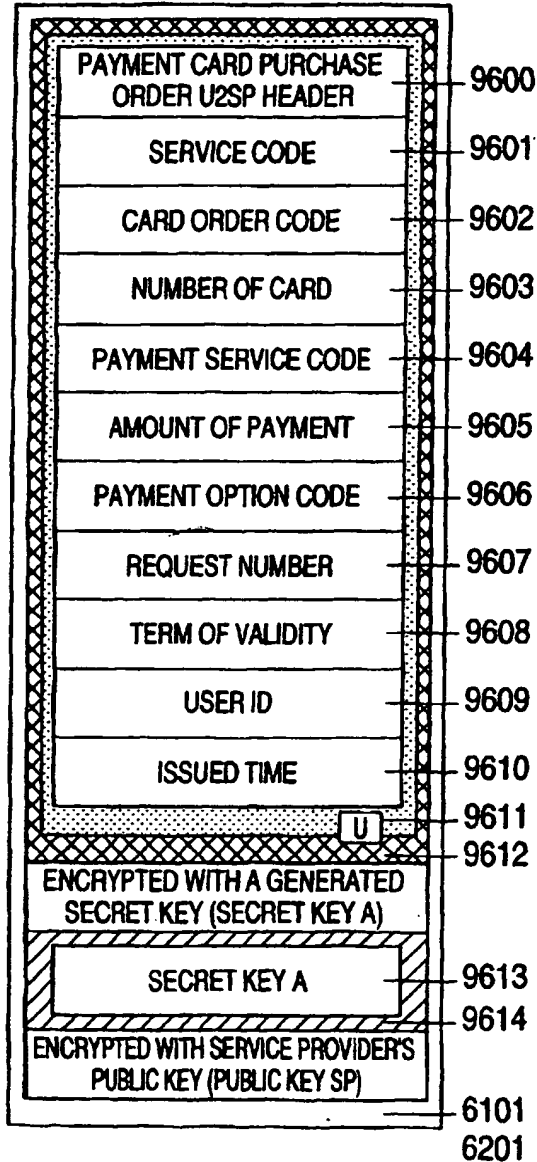 PAYMENT CARD PURCHASE
ORDER U2SP HEADER
9600
SERVICE CODE
9601
CARD ORDER CODE
9602
NUMBER OF CARD
9603
PAYMENT SERVICE CODE
9604
AMOUNT OF PAYMENT
9605
PAYMENT OPTION CODE
9606
REQUEST NUMBER
9607
TERM OF VALIDITY
9608
USER ID
9609
ISSUED TIME
9610
U
9611
9612
ENCRYPTED WITH A GENERATED
SECRET KEY (SECRET KEY A)
SECRET KEY A
9613
9614
ENCRYPTED WITH SERVICE PROVIDER'S
PUBLIC KEY (PUBLIC KEY SP)
6101
6201